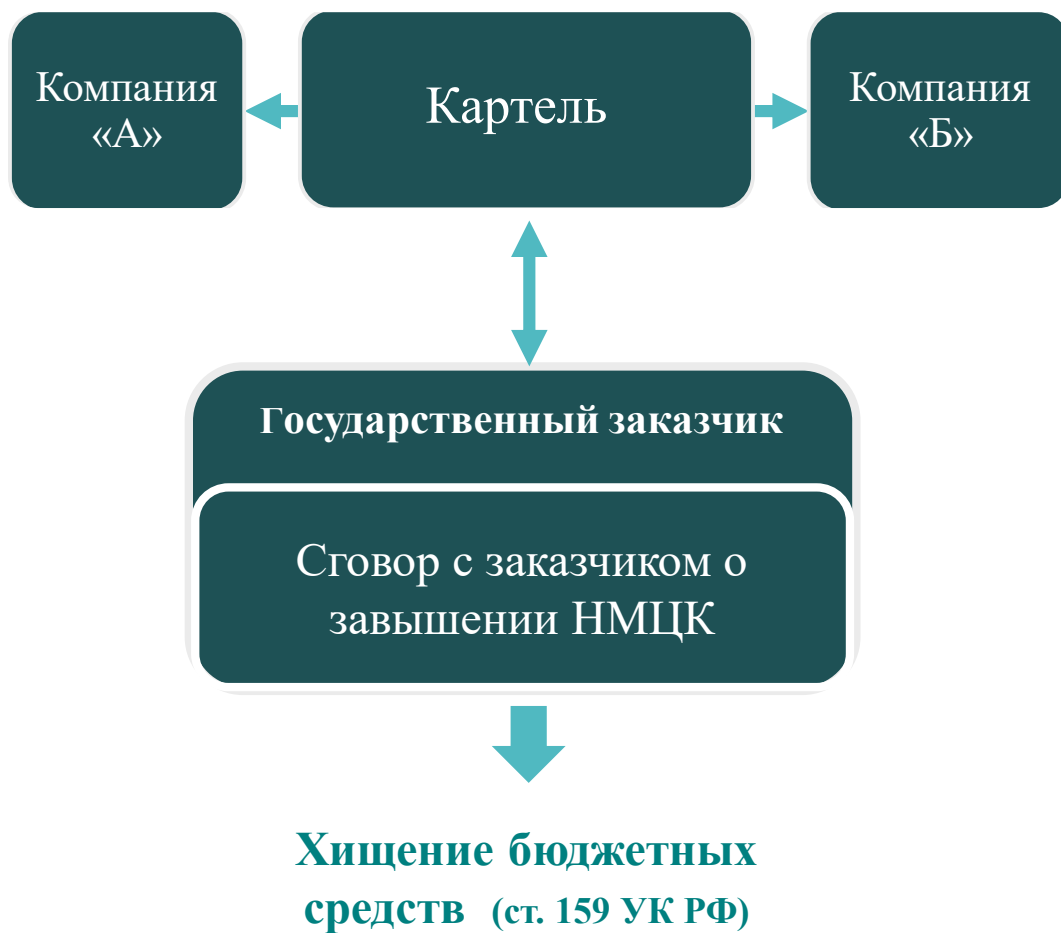 Компания
«А»
Картель
Компания
«Б»
Государственный заказчик
Сговор с заказчиком о
завышении НМЦК
Хищение бюджетных
средств (ст. 159 УК РФ)